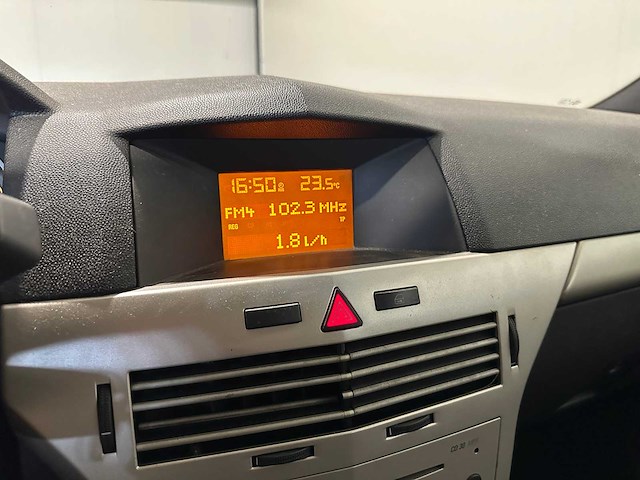 16:50 23.5°C
FM4 102.3 MHz
REG TP
1.8 l/h
CD 30